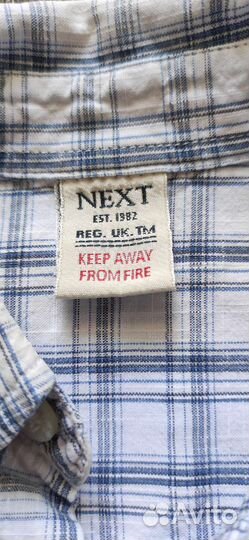 NEXT
EST. 1982
REG. UK. TM
KEEP AWAY
FROM FIRE
Avito